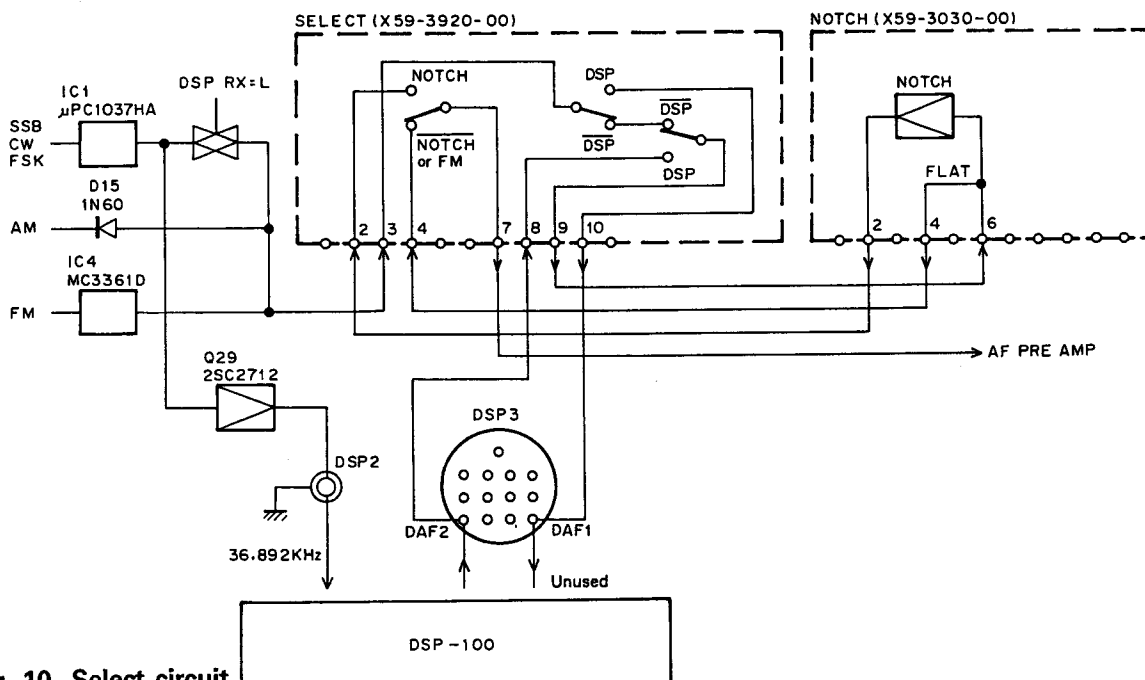 SELECT (X59-3920-00)
NOTCH (X59-3030-00)
DSP RX=L
IC1
μPC1037HA
SSB
CW
FSK
D15
1N60
AM
IC4
MC3361D
FM
NOTCH
NOTCH
or FM
DSP
DSP
DSP
DSP
2 3 4 7 8 9 10
NOTCH
FLAT
2 4 6
AF PRE AMP
Q29
2SC2712
DSP2
36.892KHz
DSP3
DAF2
DAF1
Unused
DSP-100
10 Select circuit